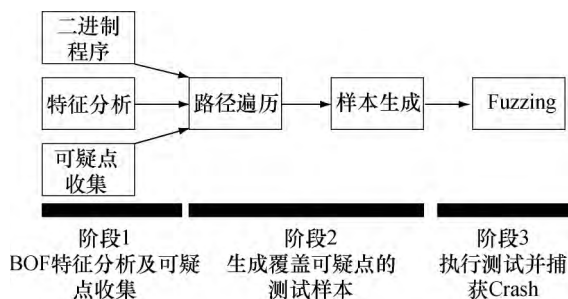 二进制
程序
特征分析
可疑点
收集
路径遍历
样本生成
Fuzzing
阶段1
BOF特征分析及可疑
点收集
阶段2
生成覆盖可疑点的
测试样本
阶段3
执行测试并捕
获Crash